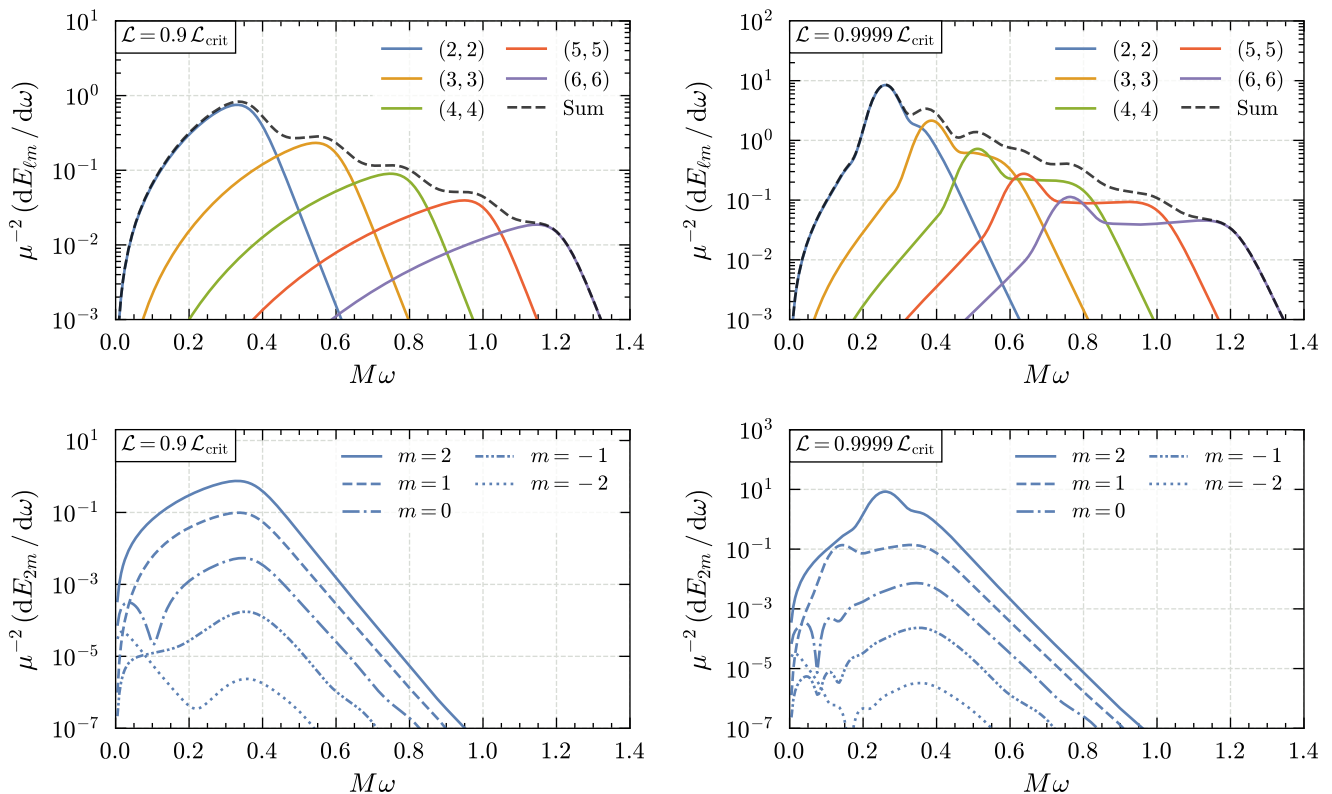 ℒ = 0.9 ℒ_crit
(2, 2) (5, 5)
(3, 3) (6, 6)
(4, 4) Sum
10^1
10^0
10^−1
10^−2
10^−3
μ^−2 (dE_ℓm / dω)
0.0 0.2 0.4 0.6 0.8 1.0 1.2 1.4
Mω
ℒ = 0.9999 ℒ_crit
(2, 2) (5, 5)
(3, 3) (6, 6)
(4, 4) Sum
10^2
10^1
10^0
10^−1
10^−2
10^−3
μ^−2 (dE_ℓm / dω)
0.0 0.2 0.4 0.6 0.8 1.0 1.2 1.4
Mω
ℒ = 0.9 ℒ_crit
m = 2 m = −1
m = 1 m = −2
m = 0
10^1
10^−1
10^−3
10^−5
10^−7
μ^−2 (dE_2m / dω)
0.0 0.2 0.4 0.6 0.8 1.0 1.2 1.4
Mω
ℒ = 0.9999 ℒ_crit
m = 2 m = −1
m = 1 m = −2
m = 0
10^3
10^1
10^−1
10^−3
10^−5
10^−7
μ^−2 (dE_2m / dω)
0.0 0.2 0.4 0.6 0.8 1.0 1.2 1.4
Mω